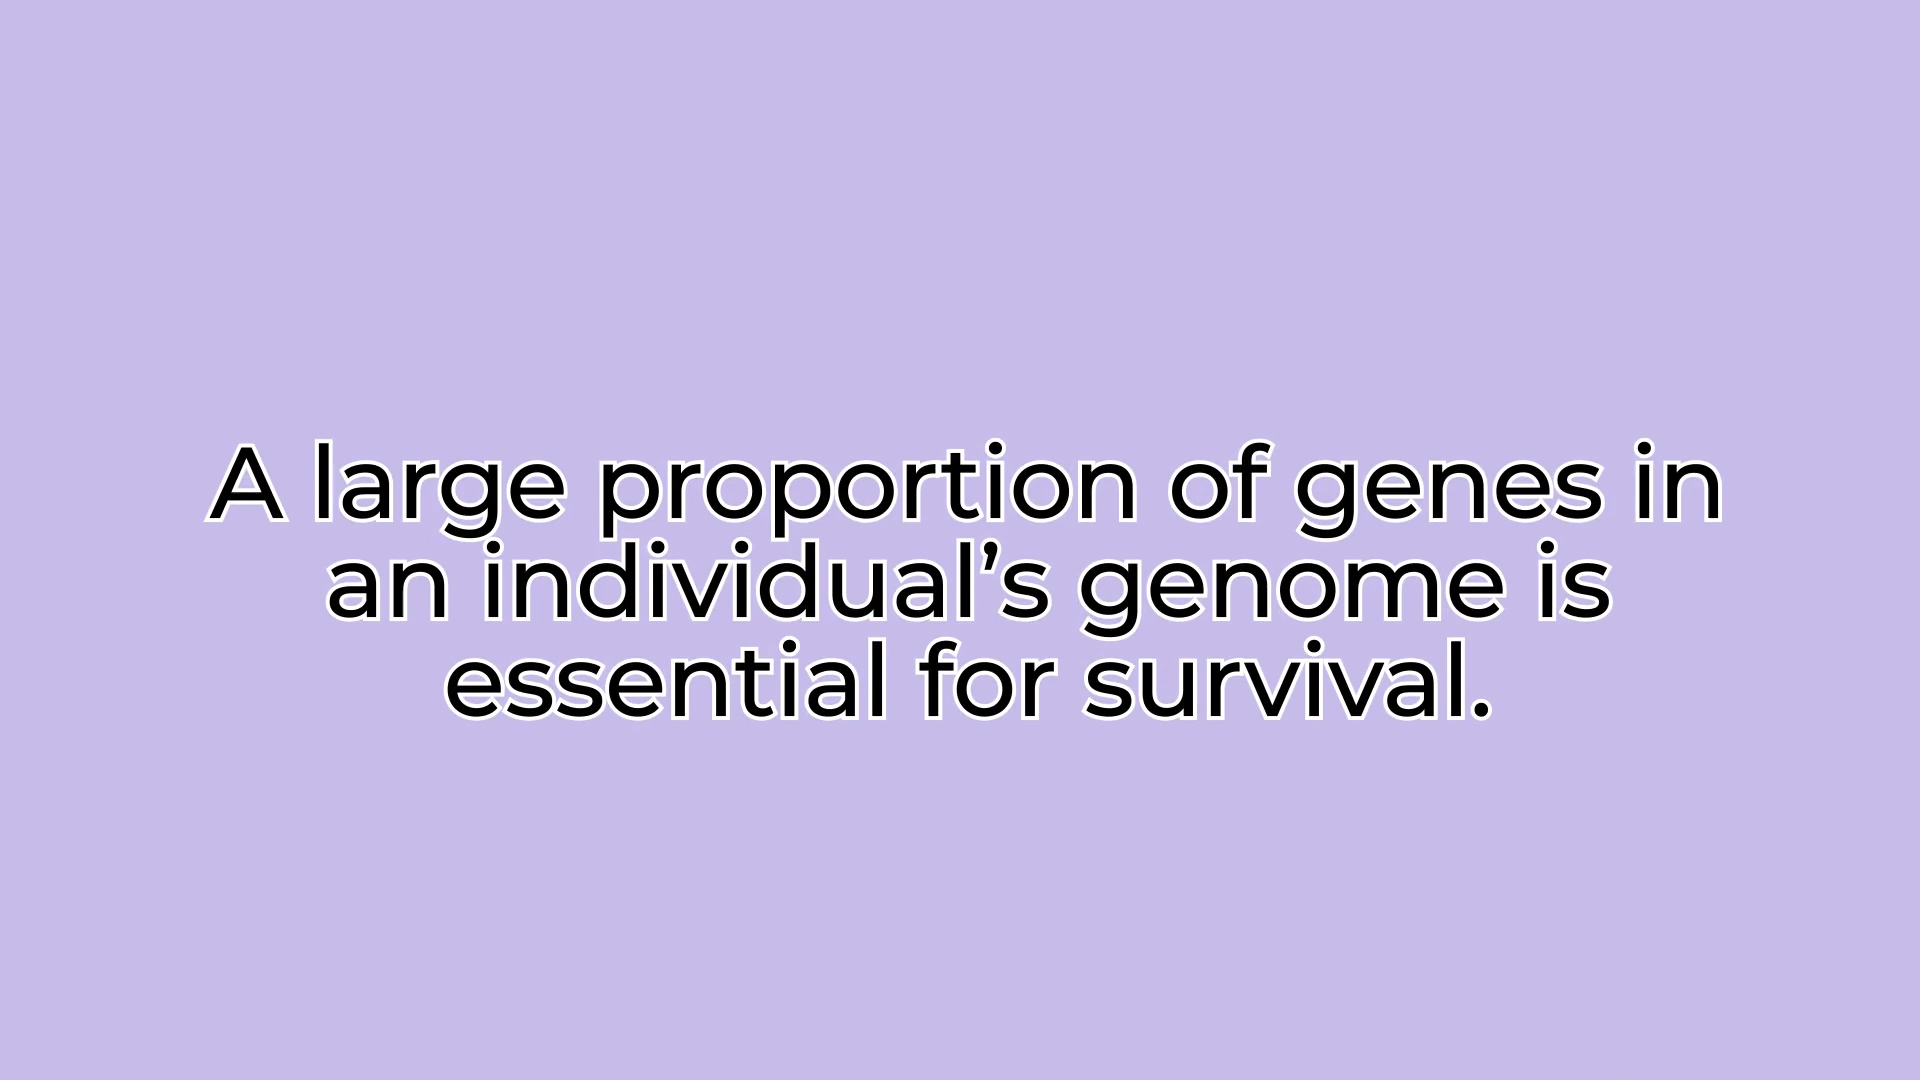 A large proportion of genes in
an individual’s genome is
essential for survival.